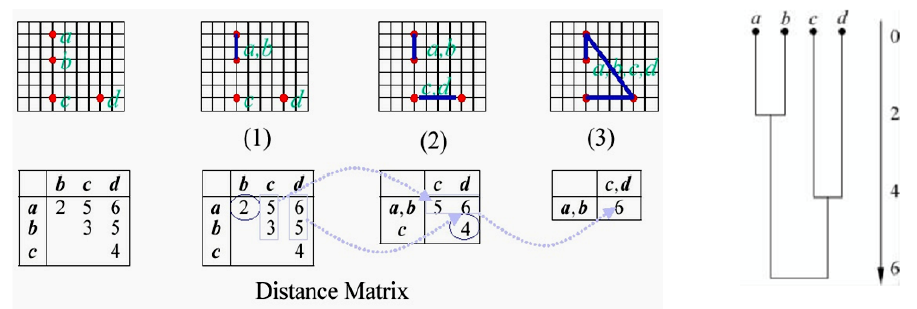 a
b
c d
a,b
c d
(1)
a,b
c,d
(2)
a,b,c,d
(3)
b c d
a 2 5 6
b 3 5
c 4
b c d
a 2 5 6
b 3 5
c 4
c d
a,b 5 6
c 4
c,d
a,b 6
Distance Matrix
a b c d
0
2
4
6